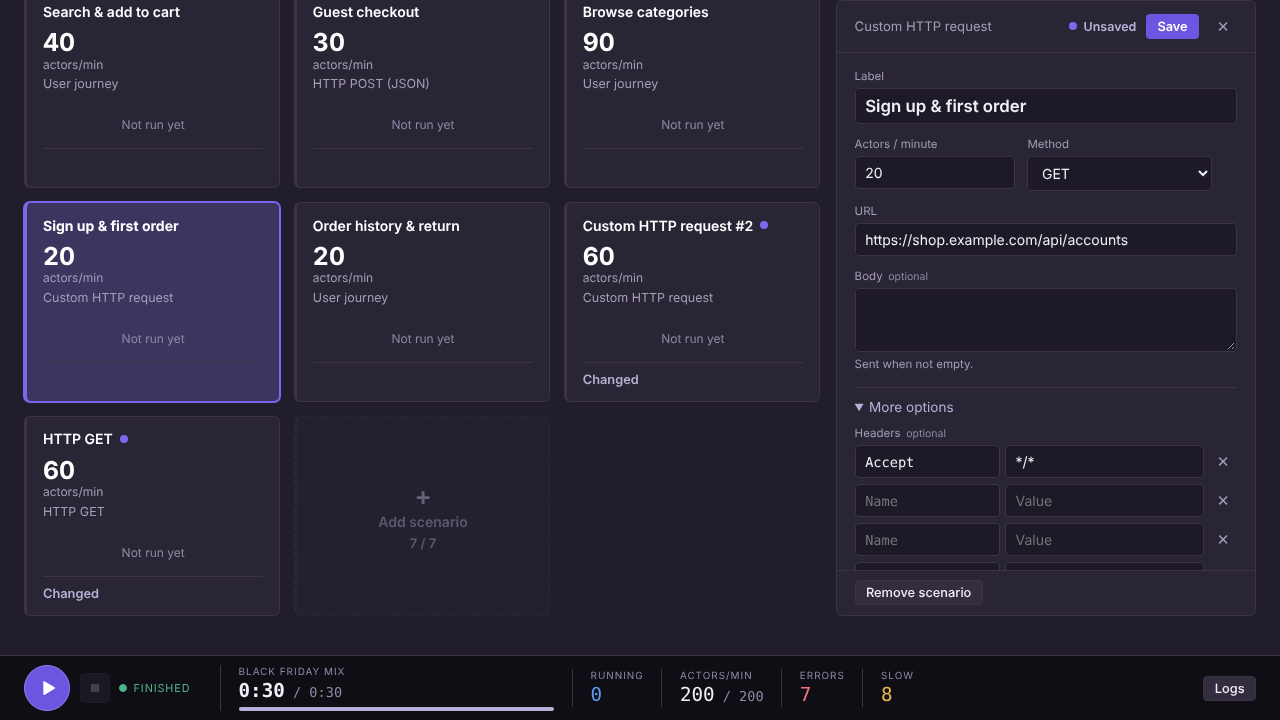 Search & add to cart
40
actors/min
User journey
Not run yet
Guest checkout
30
actors/min
HTTP POST (JSON)
Not run yet
Browse categories
90
actors/min
User journey
Not run yet
Sign up & first order
20
actors/min
Custom HTTP request
Not run yet
Order history & return
20
actors/min
User journey
Not run yet
Custom HTTP request #2
60
actors/min
Custom HTTP request
Not run yet
Changed
HTTP GET
60
actors/min
HTTP GET
Not run yet
Changed
+
Add scenario
7 / 7
Custom HTTP request
Unsaved
Save
×
Label
Sign up & first order
Actors / minute
Method
20
GET
URL
https://shop.example.com/api/accounts
Body optional
Sent when not empty.
▼ More options
Headers optional
Accept
*/*
×
Name
Value
×
Name
Value
×
Remove scenario
FINISHED
BLACK FRIDAY MIX
0:30 / 0:30
RUNNING
0
ACTORS/MIN
200 / 200
ERRORS
7
SLOW
8
Logs